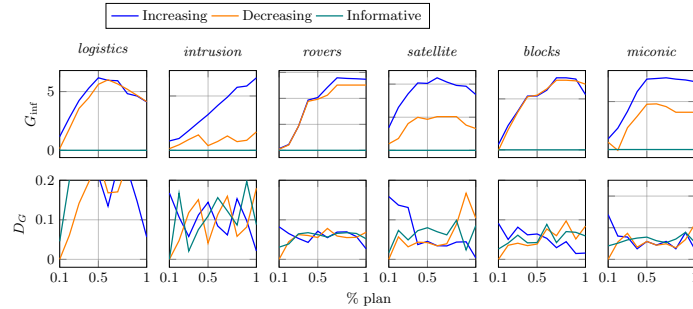 Increasing Decreasing Informative
logistics intrusion rovers satellite blocks miconic
5
0
G_inf
0.2
0.1
0
D_G
0.1 0.5 1 0.1 0.5 1 0.1 0.5 1 0.1 0.5 1 0.1 0.5 1 0.1 0.5 1
% plan